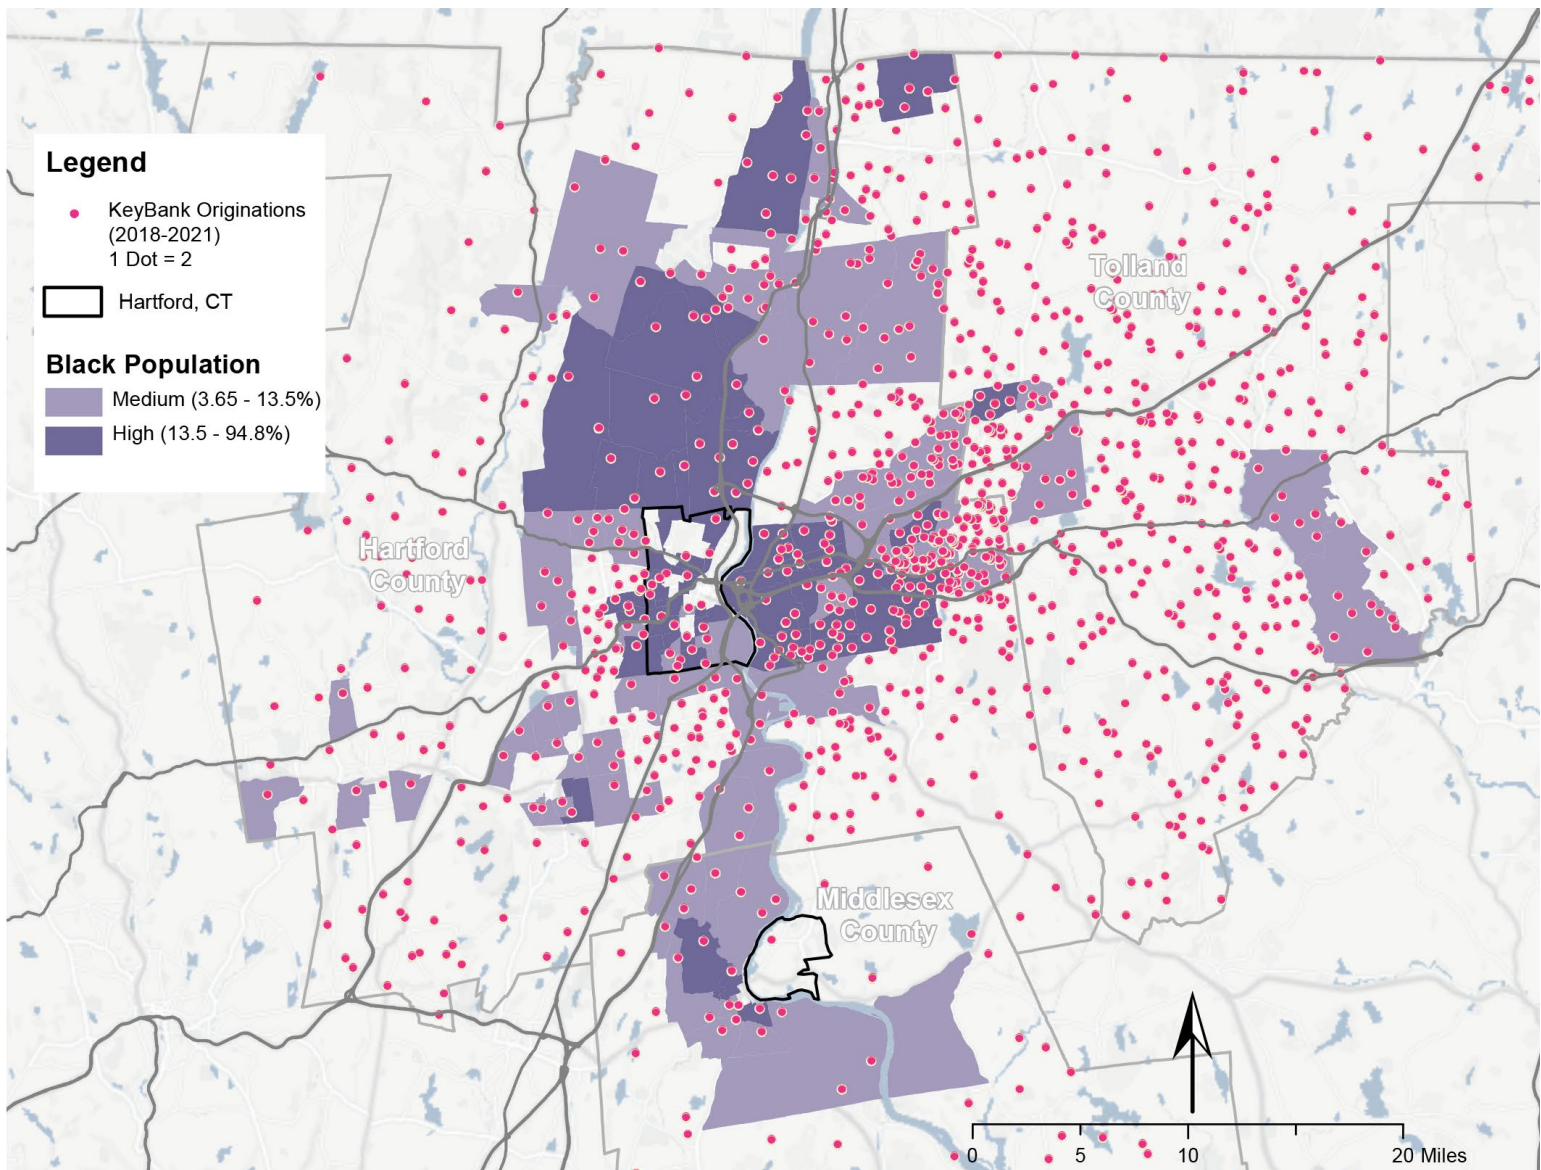 Legend
KeyBank Originations
(2018-2021)
1 Dot = 2
Hartford, CT
Black Population
Medium (3.65 - 13.5%)
High (13.5 - 94.8%)
Tolland
County
Hartford
County
Middlesex
County
0 5 10 20 Miles